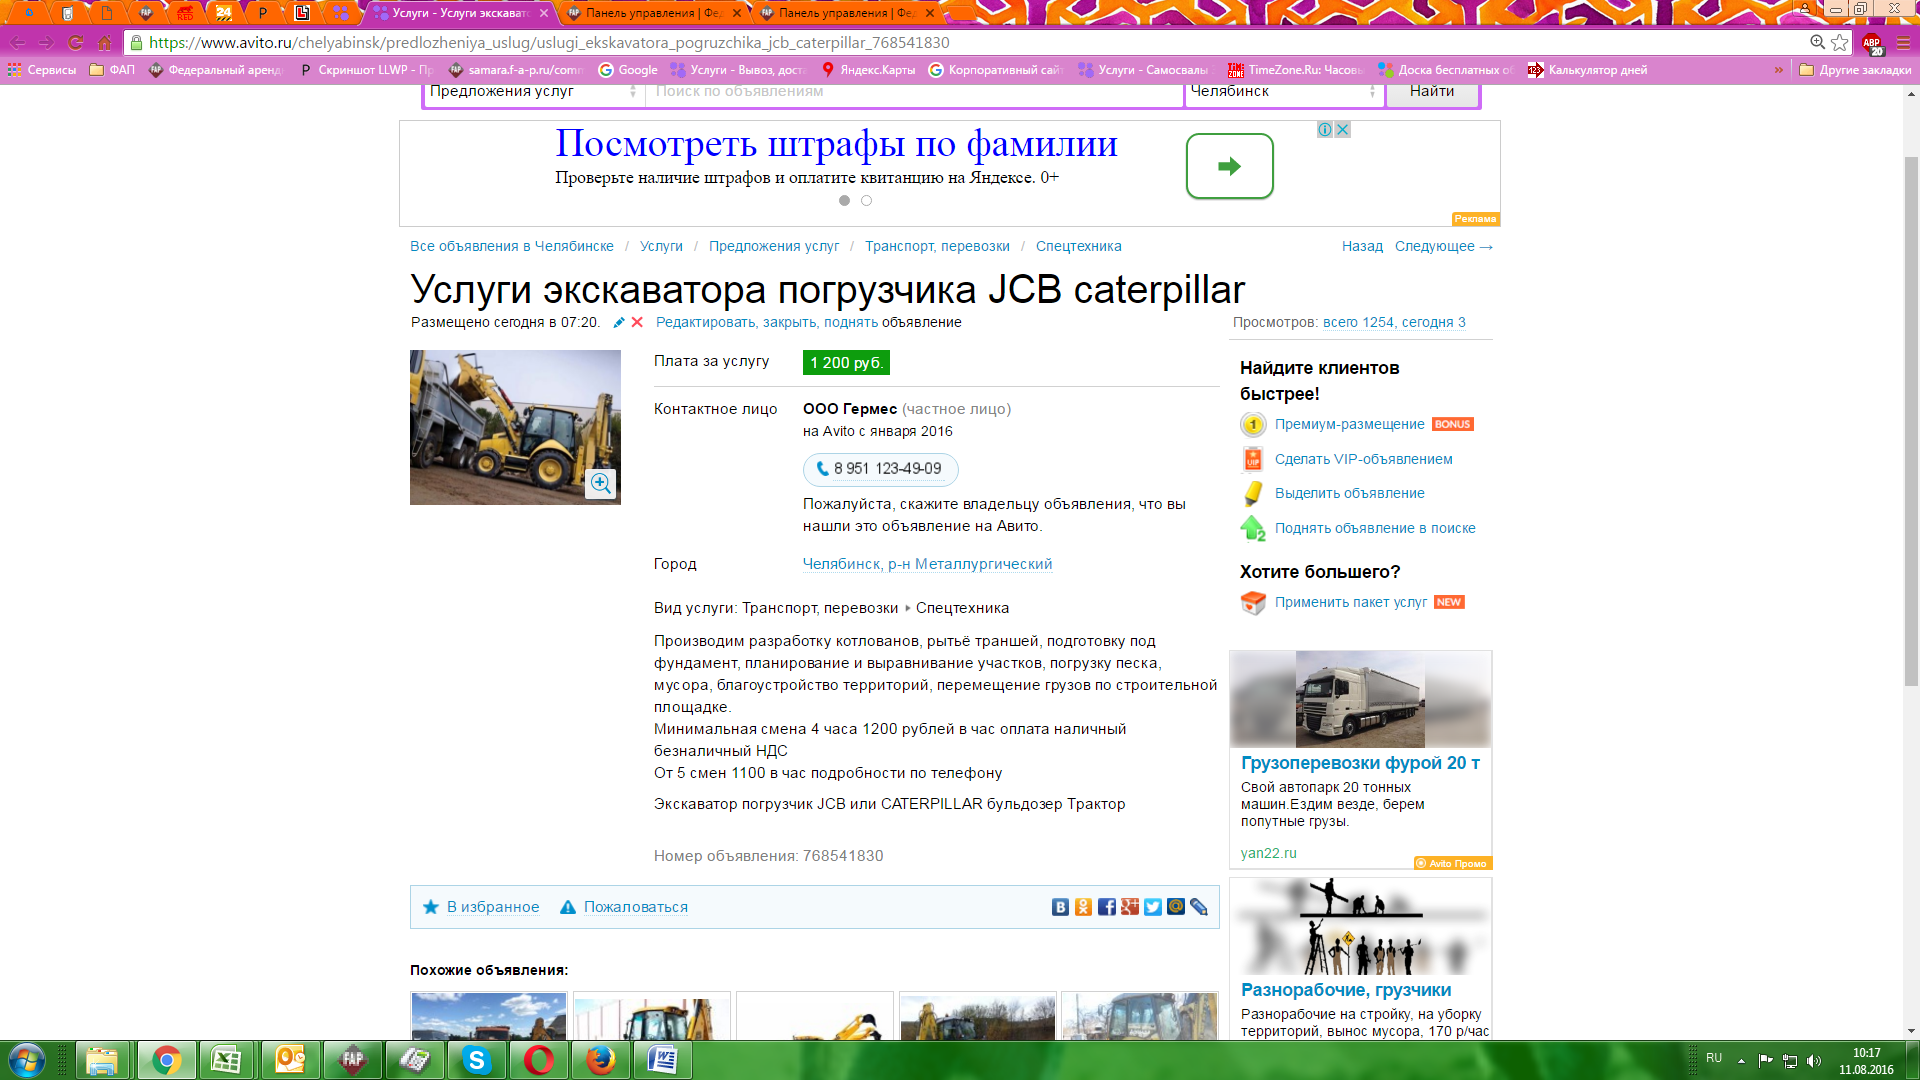 Услуги - Услуги экскават
Панель управления | Фед
Панель управления | Фед
https://www.avito.ru/chelyabinsk/predlozheniya_uslug/uslugi_ekskavatora_pogruzchika_jcb_caterpillar_768541830
ABP
20
Сервисы
ФАП
Федеральный аренд
Скриншот LLWP - Пр
samara.f-a-p.ru/com
Google
Услуги - Вывоз, дост
Яндекс.Карты
Корпоративный сайт
Услуги - Самосвалы
TimeZone.Ru: Часов
Доска бесплатных об
Калькулятор дней
»
Другие закладки
Предложения услуг
Поиск по объявлениям
Челябинск
Найти
Посмотреть штрафы по фамилии
Проверьте наличие штрафов и оплатите квитанцию на Яндексе. 0+
Реклама
Все объявления в Челябинске / Услуги / Предложения услуг / Транспорт, перевозки / Спецтехника
Назад Следующее →
Услуги экскаватора погрузчика JCB caterpillar
Размещено сегодня в 07:20.
Редактировать, закрыть, поднять объявление
Просмотров: всего 1254, сегодня 3
Плата за услугу
1 200 руб.
Контактное лицо
ООО Гермес (частное лицо)
на Avito с января 2016
8 951 123-49-09
Пожалуйста, скажите владельцу объявления, что вы
нашли это объявление на Авито.
Город
Челябинск, р-н Металлургический
Вид услуги: Транспорт, перевозки ▸ Спецтехника
Производим разработку котлованов, рытьё траншей, подготовку под
фундамент, планирование и выравнивание участков, погрузку песка,
мусора, благоустройство территорий, перемещение грузов по строительной
площадке.
Минимальная смена 4 часа 1200 рублей в час оплата наличный
безналичный НДС
От 5 смен 1100 в час подробности по телефону
Экскаватор погрузчик JCB или CATERPILLAR бульдозер Трактор
Номер объявления: 768541830
В избранное
Пожаловаться
Похожие объявления:
Найдите клиентов
быстрее!
Премиум-размещение BONUS
Сделать VIP-объявлением
Выделить объявление
Поднять объявление в поиске
Хотите большего?
Применить пакет услуг NEW
Грузоперевозки фурой 20 т
Свой автопарк 20 тонных
машин.Ездим везде, берем
попутные грузы.
yan22.ru
Avito Промо
Разнорабочие, грузчики
Разнорабочие на стройку, на уборку
территорий, вынос мусора, 170 р/час
RU
10:17
11.08.2016